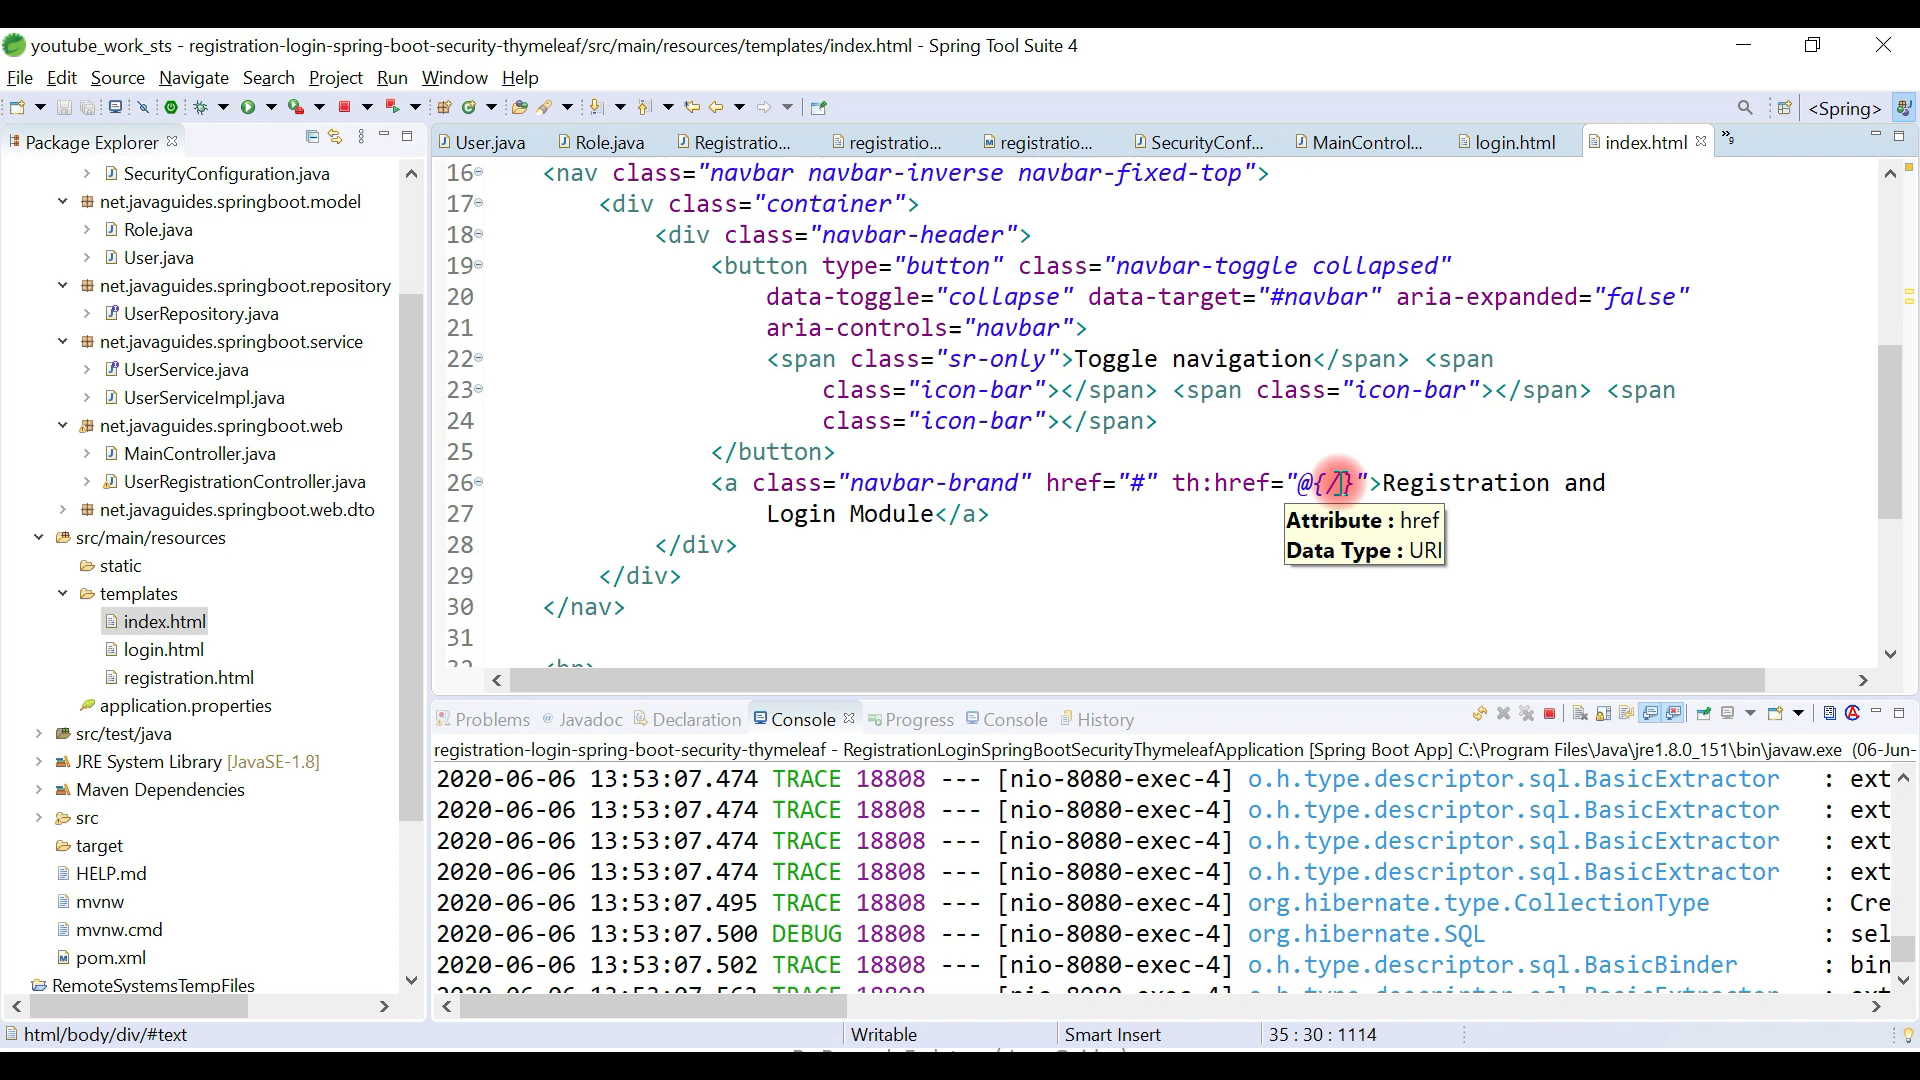 youtube_work_sts - registration-login-spring-boot-security-thymeleaf/src/main/resources/templates/index.html - Spring Tool Suite 4
File Edit Source Navigate Search Project Run Window Help
<Spring>
Package Explorer
SecurityConfiguration.java
net.javaguides.springboot.model
Role.java
User.java
net.javaguides.springboot.repository
UserRepository.java
net.javaguides.springboot.service
UserService.java
UserServiceImpl.java
net.javaguides.springboot.web
MainController.java
UserRegistrationController.java
net.javaguides.springboot.web.dto
src/main/resources
static
templates
index.html
login.html
registration.html
application.properties
src/test/java
JRE System Library [JavaSE-1.8]
Maven Dependencies
src
target
HELP.md
mvnw
mvnw.cmd
pom.xml
RemoteSystemsTempFiles
User.java Role.java Registratio... registratio... registratio... SecurityConf... MainControl... login.html index.html »9
16 <nav class="navbar navbar-inverse navbar-fixed-top">
17 <div class="container">
18 <div class="navbar-header">
19 <button type="button" class="navbar-toggle collapsed"
20 data-toggle="collapse" data-target="#navbar" aria-expanded="false"
21 aria-controls="navbar">
22 <span class="sr-only">Toggle navigation</span> <span
23 class="icon-bar"></span> <span class="icon-bar"></span> <span
24 class="icon-bar"></span>
25 </button>
26 <a class="navbar-brand" href="#" th:href="@{/}">Registration and
27 Login Module</a>
28 </div>
29 </div>
30 </nav>
31
32 <br>
Attribute : href
Data Type : URI
Problems Javadoc Declaration Console Progress Console History
registration-login-spring-boot-security-thymeleaf - RegistrationLoginSpringBootSecurityThymeleafApplication [Spring Boot App] C:\Program Files\Java\jre1.8.0_151\bin\javaw.exe (06-Jun-
2020-06-06 13:53:07.474 TRACE 18808 --- [nio-8080-exec-4] o.h.type.descriptor.sql.BasicExtractor : ext
2020-06-06 13:53:07.474 TRACE 18808 --- [nio-8080-exec-4] o.h.type.descriptor.sql.BasicExtractor : ext
2020-06-06 13:53:07.474 TRACE 18808 --- [nio-8080-exec-4] o.h.type.descriptor.sql.BasicExtractor : ext
2020-06-06 13:53:07.474 TRACE 18808 --- [nio-8080-exec-4] o.h.type.descriptor.sql.BasicExtractor : ext
2020-06-06 13:53:07.495 TRACE 18808 --- [nio-8080-exec-4] org.hibernate.type.CollectionType : Cre
2020-06-06 13:53:07.500 DEBUG 18808 --- [nio-8080-exec-4] org.hibernate.SQL : sel
2020-06-06 13:53:07.502 TRACE 18808 --- [nio-8080-exec-4] o.h.type.descriptor.sql.BasicBinder : bin
html/body/div/#text Writable Smart Insert 35 : 30 : 1114